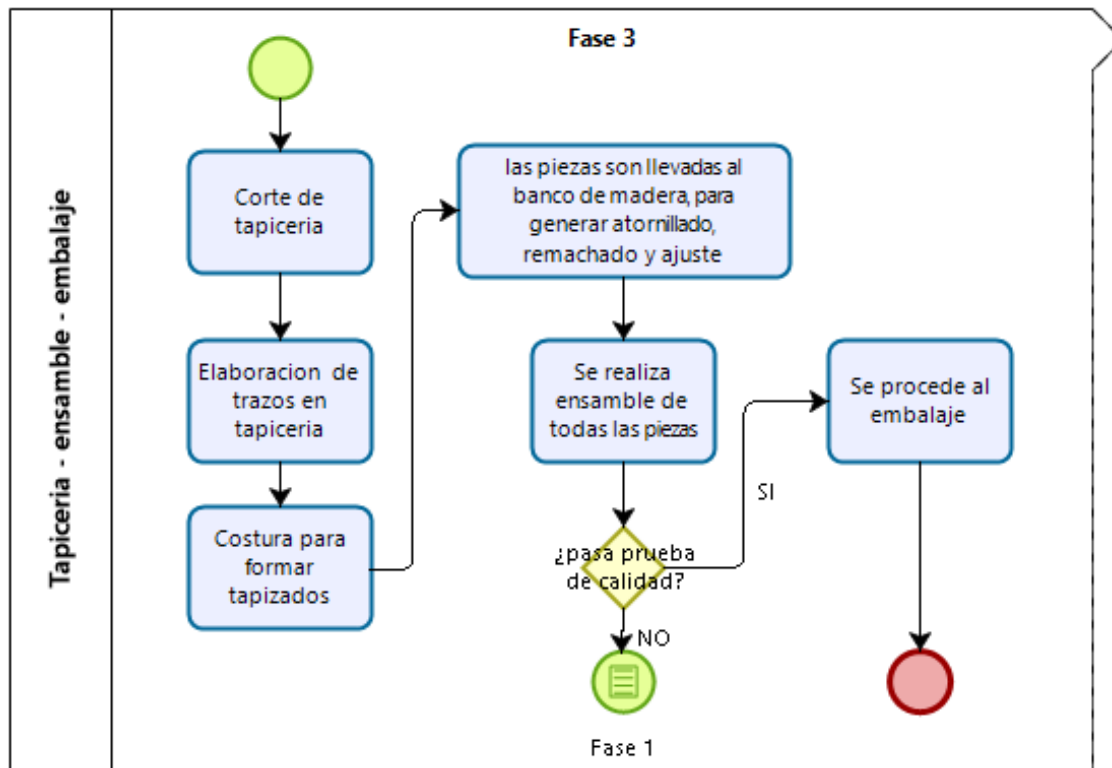 Fase 3
Tapiceria - ensamble - embalaje
Corte de
tapiceria
Elaboracion de
trazos en
tapiceria
Costura para
formar
tapizados
las piezas son llevadas al
banco de madera, para
generar atornillado,
remachado y ajuste
Se realiza
ensamble de
todas las piezas
¿pasa prueba
de calidad?
SI
NO
Se procede al
embalaje
Fase 1